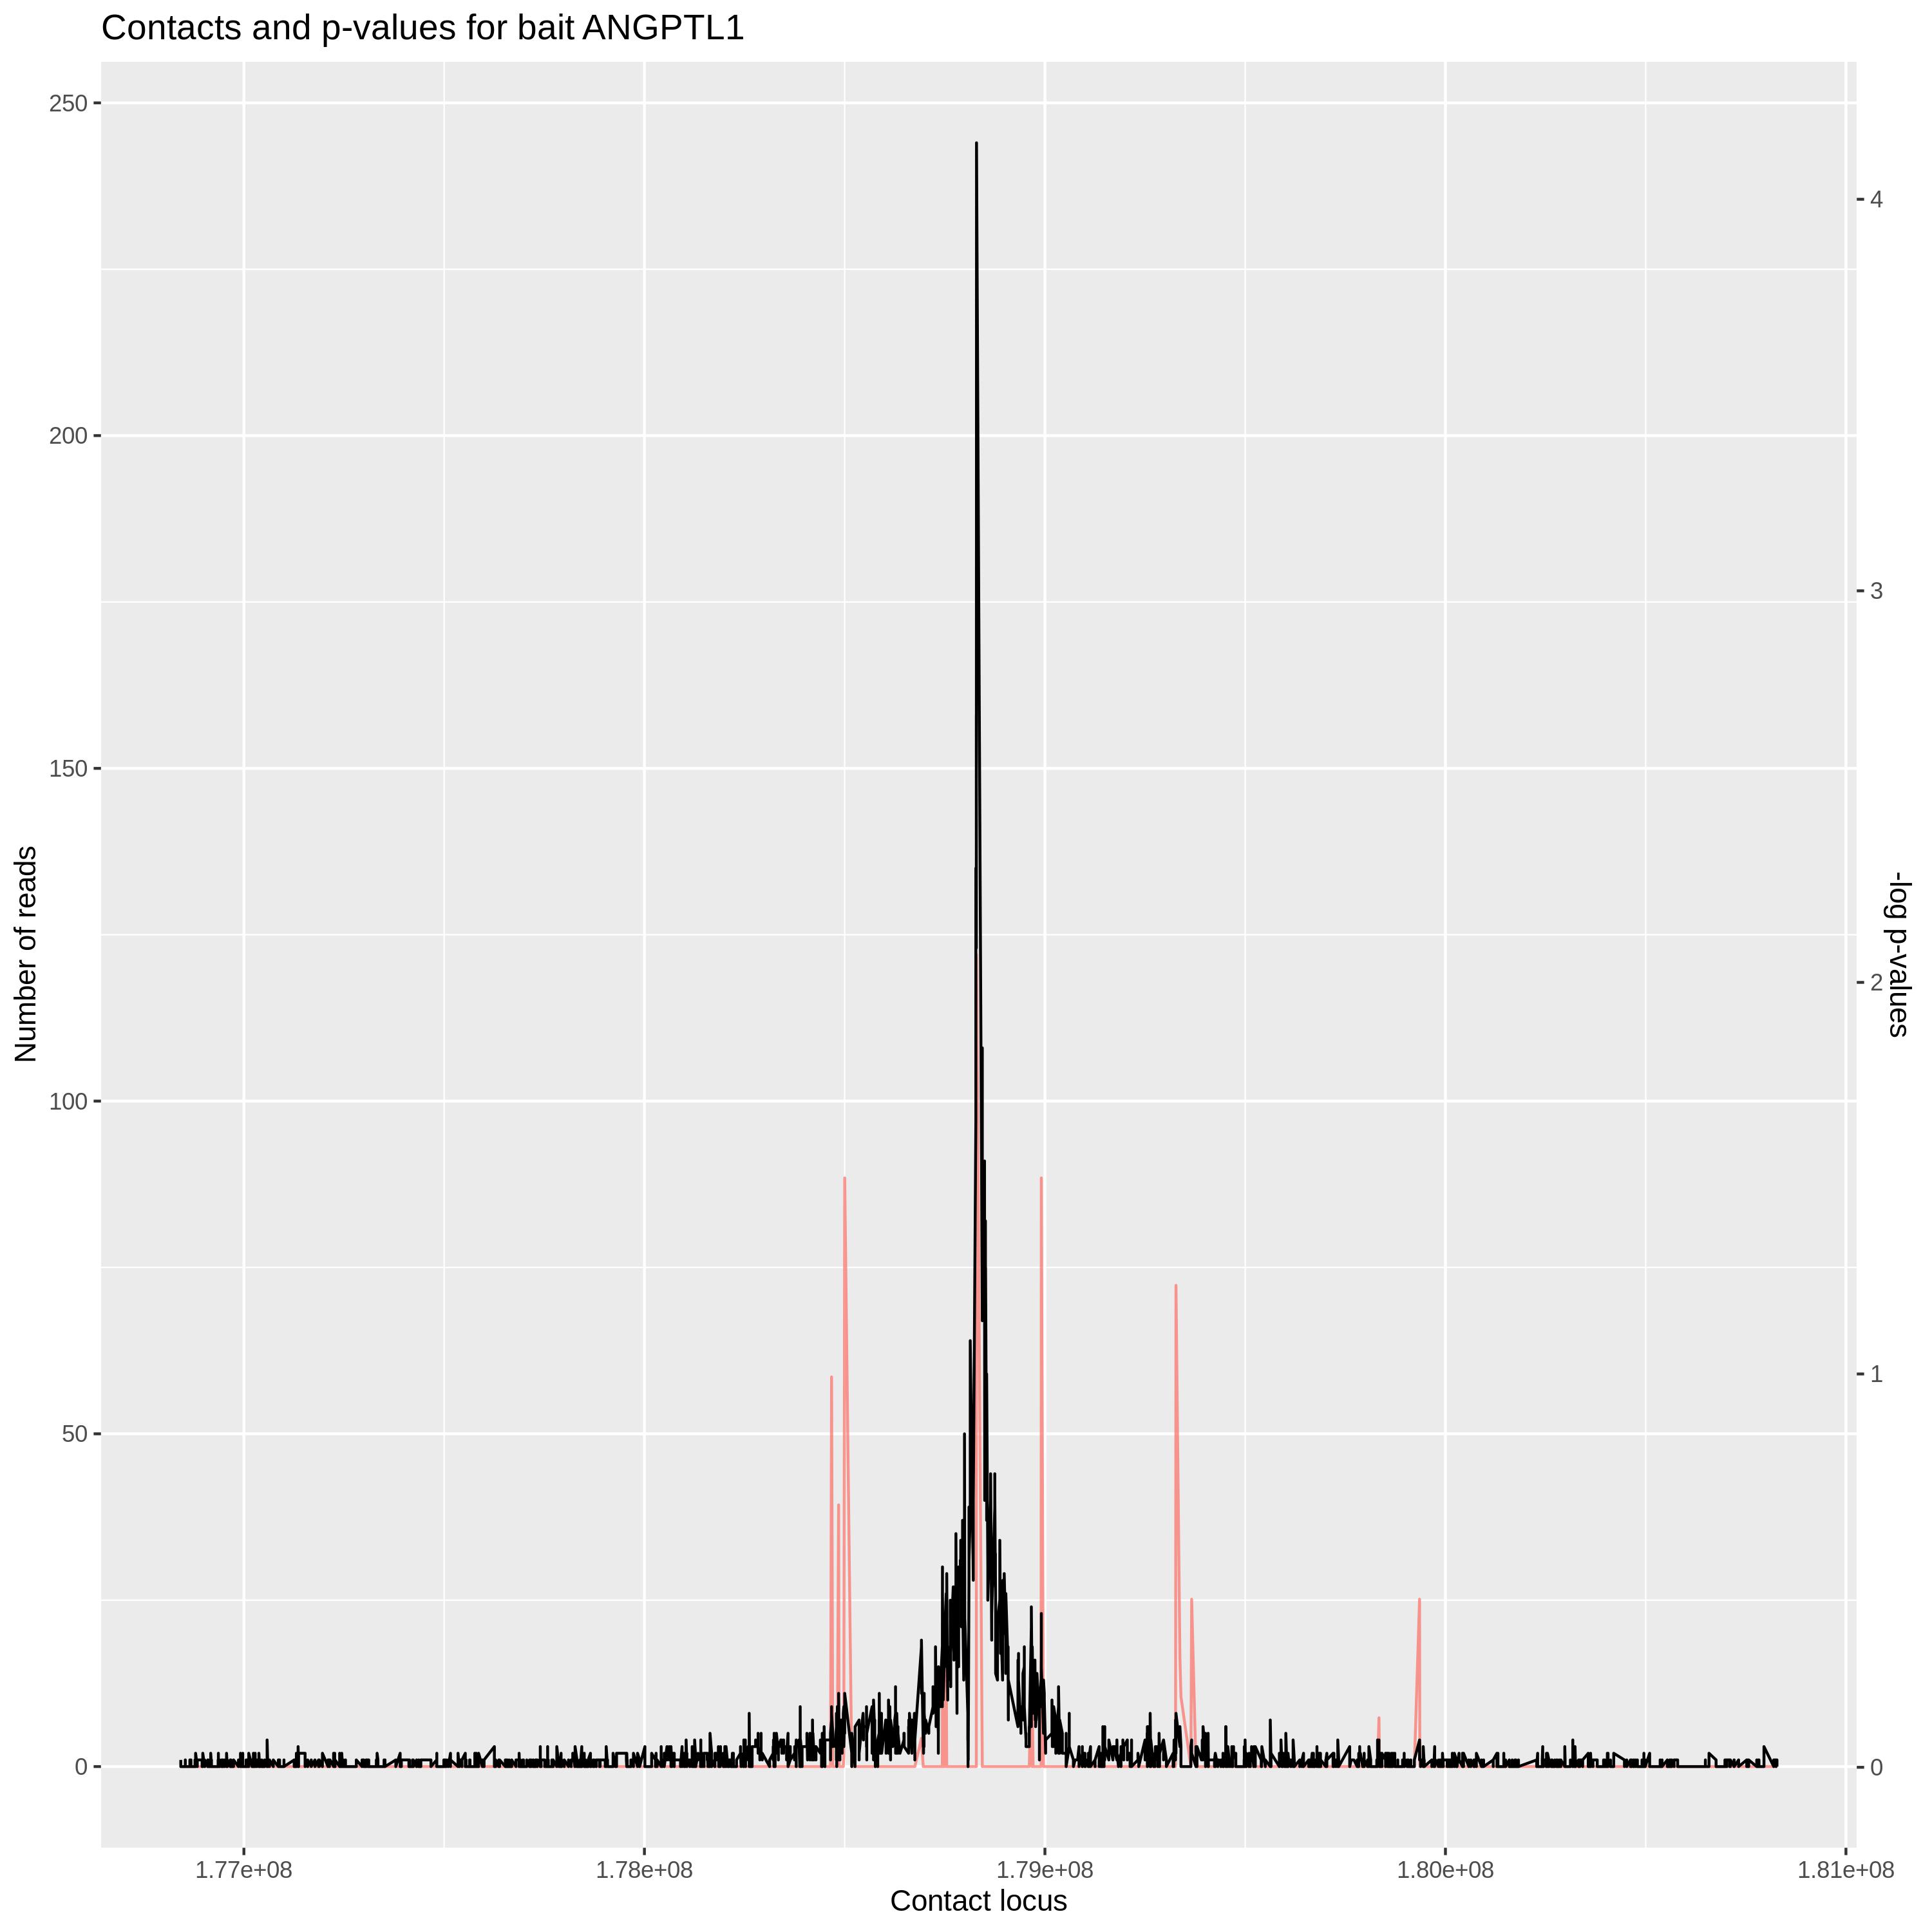 Contacts and p-values for bait ANGPTL1
250
200
150
100
50
0
Number of reads
4
3
2
1
0
-log p-values
1.77e+08 1.78e+08 1.79e+08 1.80e+08 1.81e+08
Contact locus